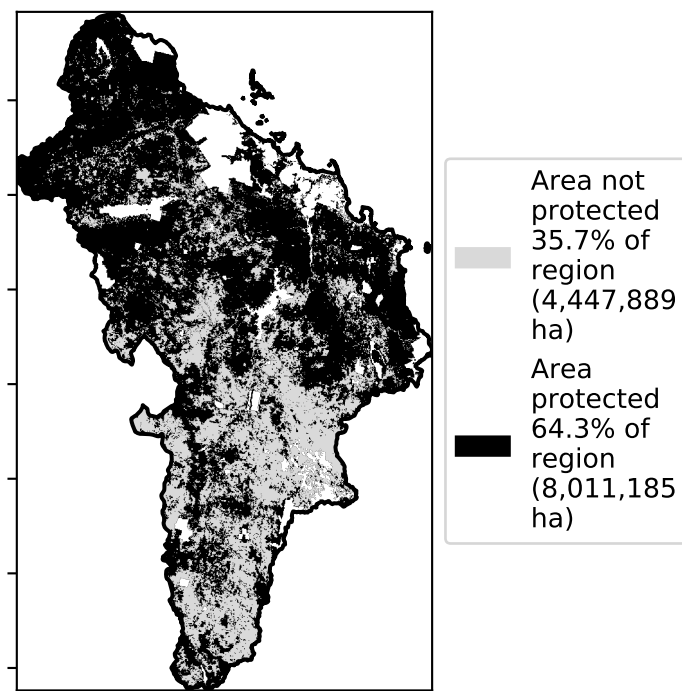 Area not
protected
35.7% of
region
(4,447,889
ha)
Area
protected
64.3% of
region
(8,011,185
ha)